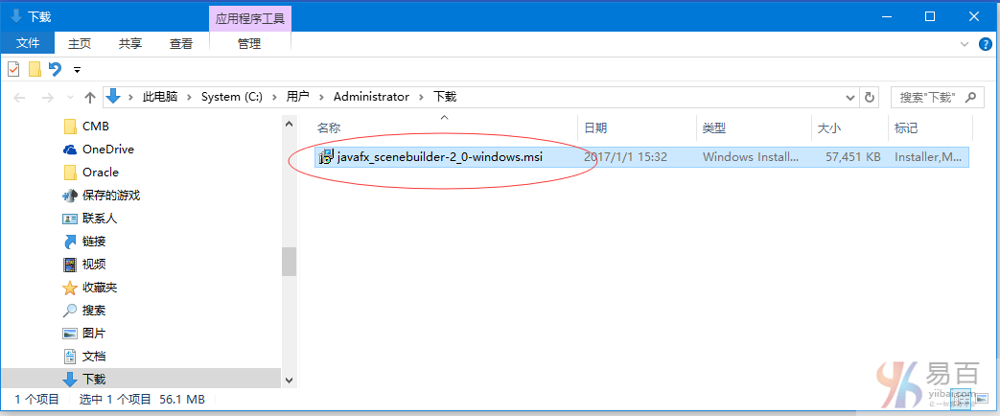 下载
应用程序工具
文件 主页 共享 查看 管理
此电脑 System (C:) 用户 Administrator 下载
搜索"下载"
名称 日期 类型 大小 标记
javafx_scenebuilder-2_0-windows.msi 2017/1/1 15:32 Windows Install... 57,451 KB Installer,M...
CMB
OneDrive
Oracle
保存的游戏
联系人
链接
视频
收藏夹
搜索
图片
文档
下载
1 个项目 选中 1 个项目 56.1 MB
易百
yiibai.com